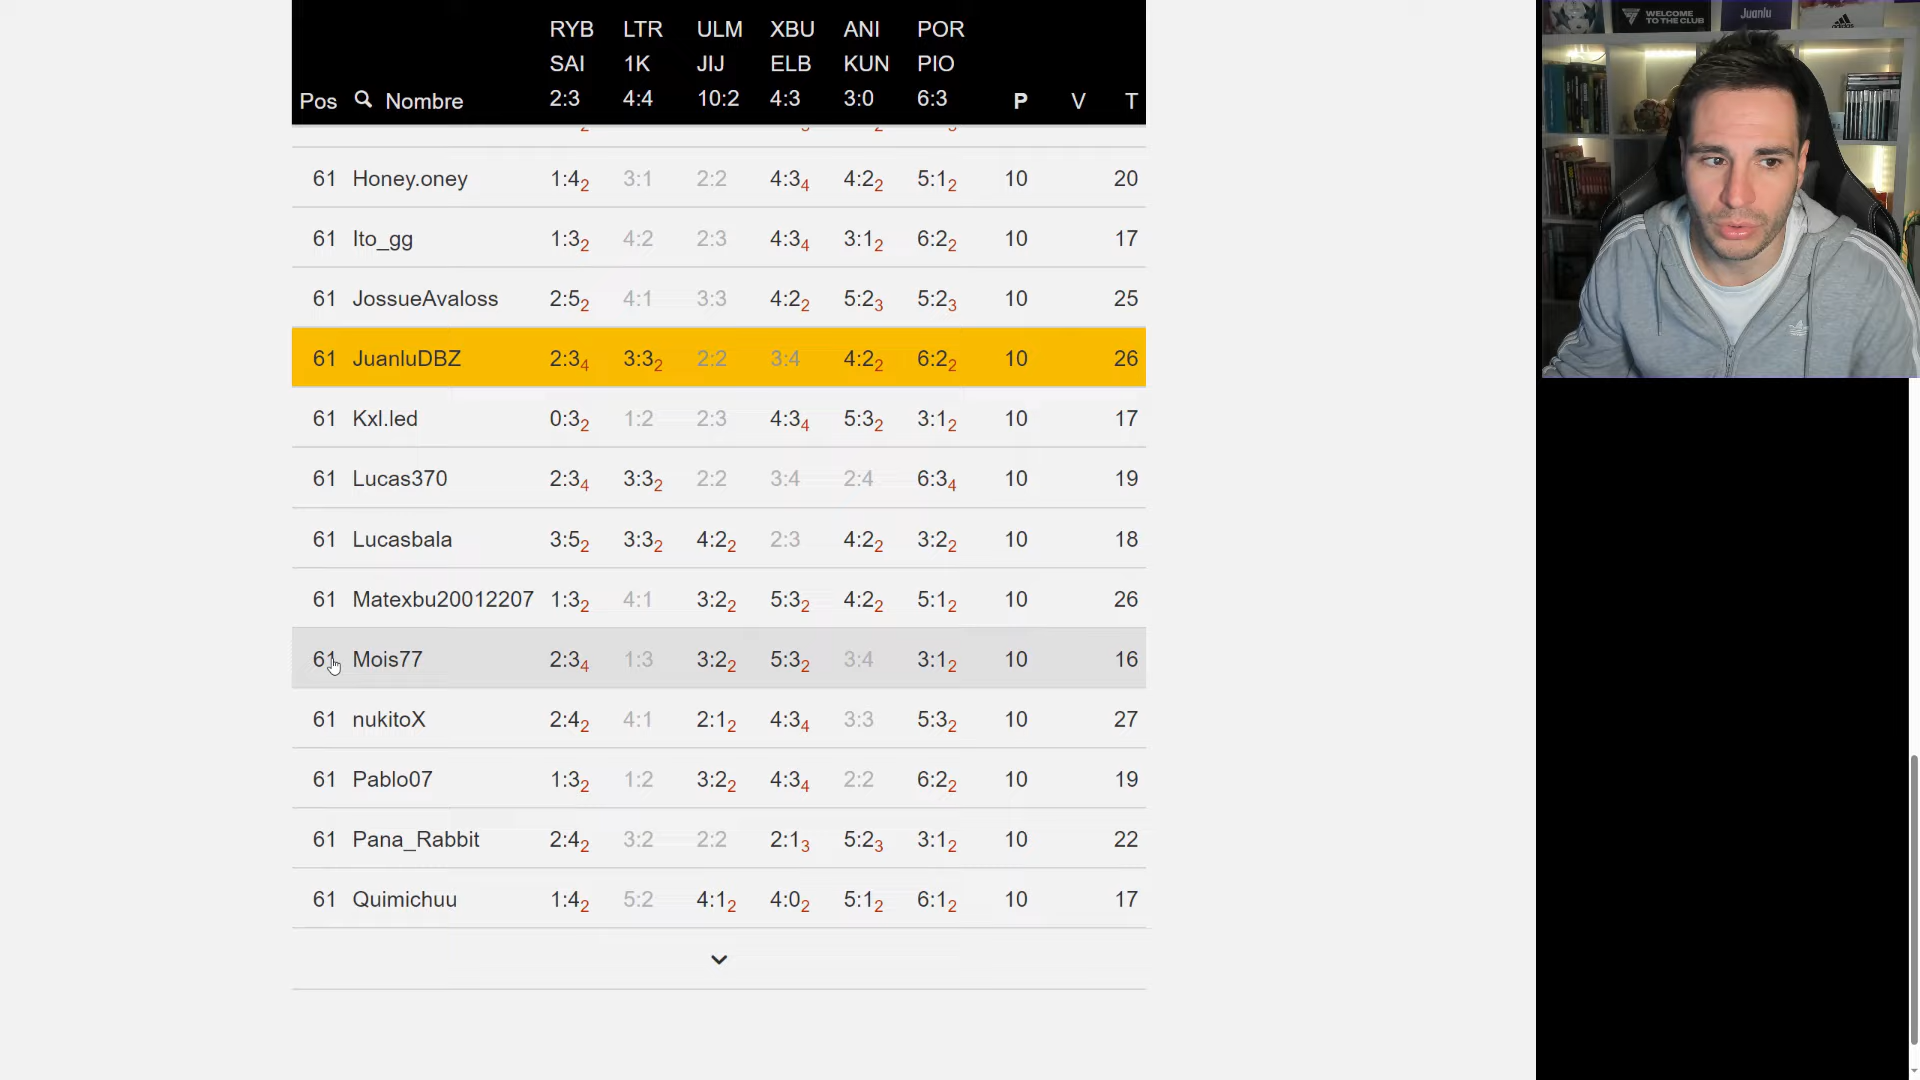 RYB LTR ULM XBU ANI POR
SAI 1K JIJ ELB KUN PIO
Pos Nombre 2:3 4:4 10:2 4:3 3:0 6:3 P V T
61 Honey.oney 1:4 2 3:1 2:2 4:3 4 4:2 2 5:1 2 10 20
61 Ito_gg 1:3 2 4:2 2:3 4:3 4 3:1 2 6:2 2 10 17
61 JossueAvaloss 2:5 2 4:1 3:3 4:2 2 5:2 3 5:2 3 10 25
61 JuanluDBZ 2:3 4 3:3 2 2:2 3:4 4:2 2 6:2 2 10 26
61 Kxl.led 0:3 2 1:2 2:3 4:3 4 5:3 2 3:1 2 10 17
61 Lucas370 2:3 4 3:3 2 2:2 3:4 2:4 6:3 4 10 19
61 Lucasbala 3:5 2 3:3 2 4:2 2 2:3 4:2 2 3:2 2 10 18
61 Matexbu20012207 1:3 2 4:1 3:2 2 5:3 2 4:2 2 5:1 2 10 26
61 Mois77 2:3 4 1:3 3:2 2 5:3 2 3:4 3:1 2 10 16
61 nukitoX 2:4 2 4:1 2:1 2 4:3 4 3:3 5:3 2 10 27
61 Pablo07 1:3 2 1:2 3:2 2 4:3 4 2:2 6:2 2 10 19
61 Pana_Rabbit 2:4 2 3:2 2:2 2:1 3 5:2 3 3:1 2 10 22
61 Quimichuu 1:4 2 5:2 4:1 2 4:0 2 5:1 2 6:1 2 10 17
WELCOME
TO THE CLUB
Juanlu
adidas